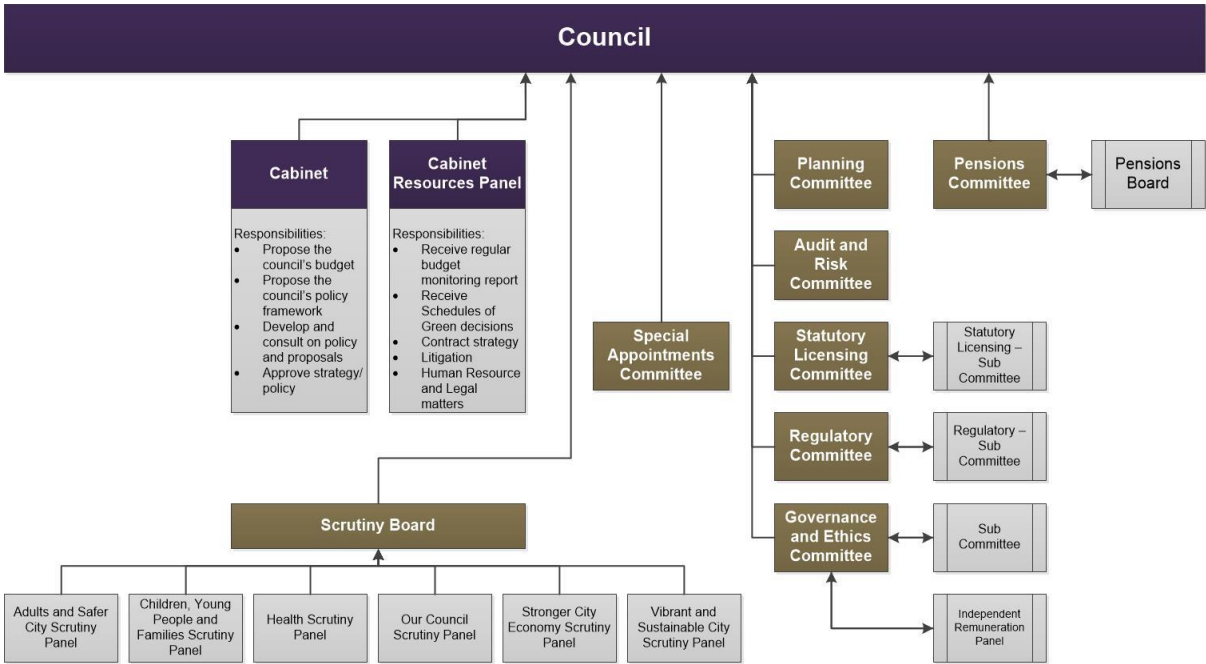 Council
Cabinet
Responsibilities:
• Propose the
council's budget
• Propose the
council's policy
framework
• Develop and
consult on policy
and proposals
• Approve strategy/
policy
Cabinet
Resources Panel
Responsibilities:
• Receive regular
budget
monitoring report
• Receive
Schedules of
Green decisions
• Contract strategy
• Litigation
• Human Resource
and Legal
matters
Special
Appointments
Committee
Planning
Committee
Pensions
Committee
Pensions
Board
Audit and
Risk
Committee
Statutory
Licensing
Committee
Statutory
Licensing –
Sub
Committee
Regulatory
Committee
Regulatory –
Sub
Committee
Governance
and Ethics
Committee
Sub
Committee
Independent
Remuneration
Panel
Scrutiny Board
Adults and Safer
City Scrutiny
Panel
Children, Young
People and
Families Scrutiny
Panel
Health Scrutiny
Panel
Our Council
Scrutiny Panel
Stronger City
Economy Scrutiny
Panel
Vibrant and
Sustainable City
Scrutiny Panel